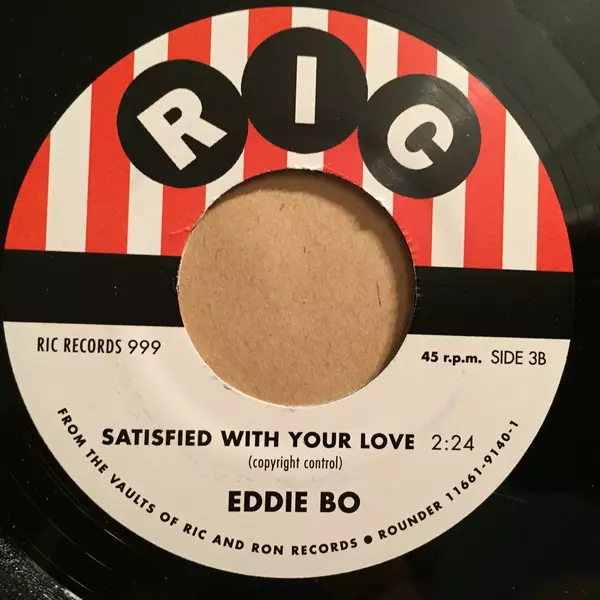 RIC
RIC RECORDS 999
45 r.p.m. SIDE 3B
SATISFIED WITH YOUR LOVE 2:24
(copyright control)
EDDIE BO
FROM THE VAULTS OF RIC AND RON RECORDS ● ROUNDER 11661-9140-1